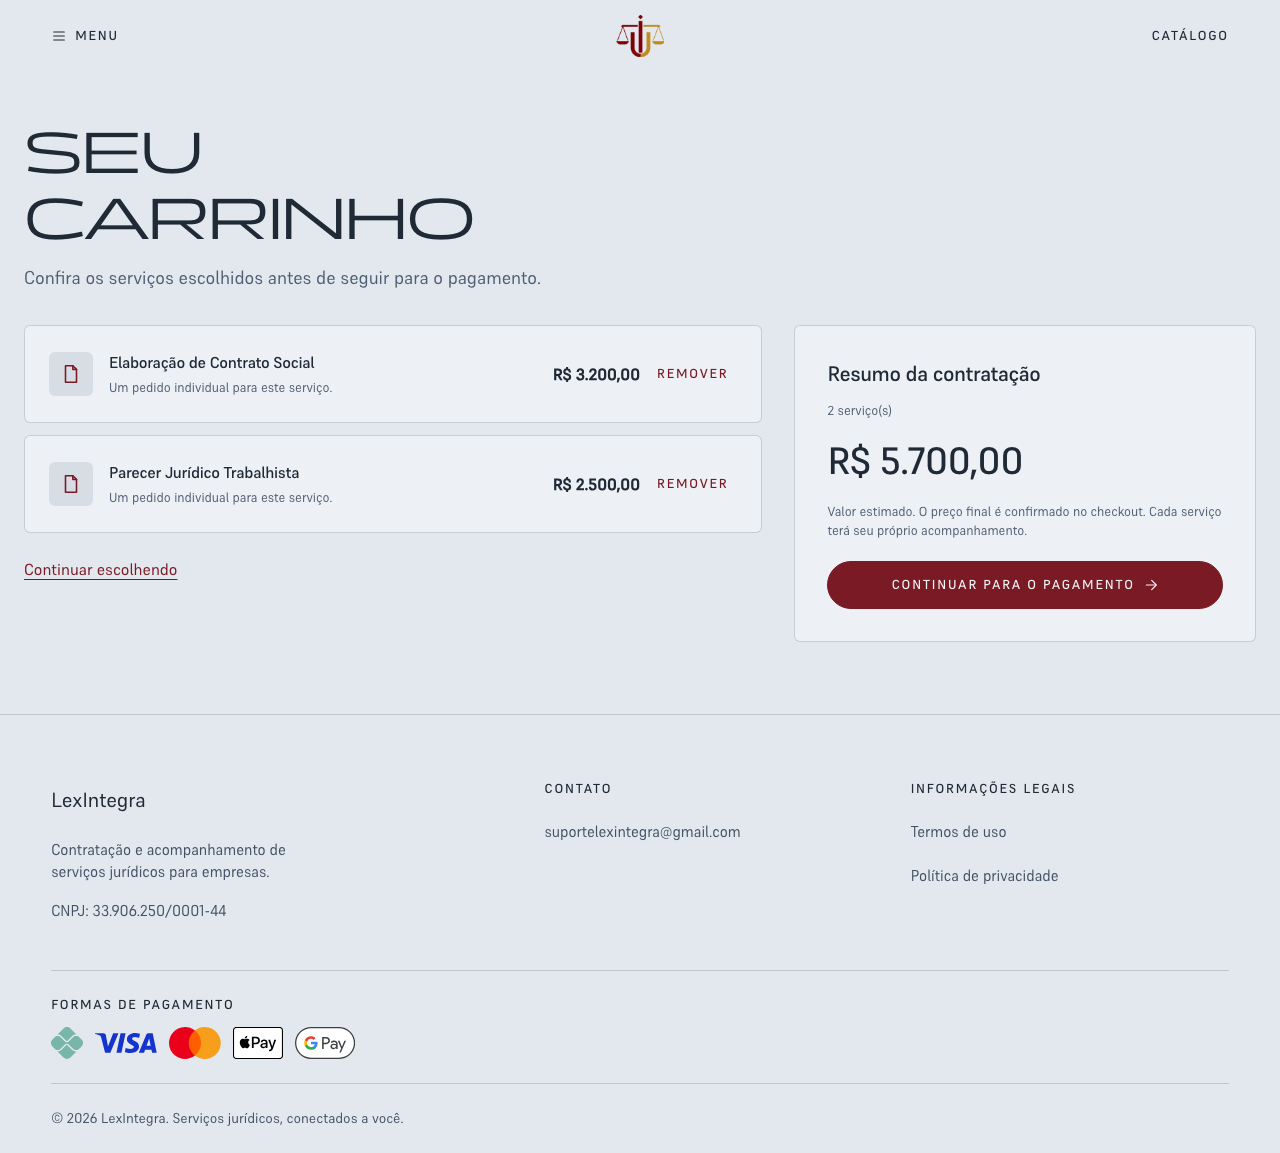 MENU
CATÁLOGO
SEU
CARRINHO
Confira os serviços escolhidos antes de seguir para o pagamento.
Elaboração de Contrato Social
Um pedido individual para este serviço.
R$ 3.200,00
REMOVER
Parecer Jurídico Trabalhista
Um pedido individual para este serviço.
R$ 2.500,00
REMOVER
Continuar escolhendo
Resumo da contratação
2 serviço(s)
R$ 5.700,00
Valor estimado. O preço final é confirmado no checkout. Cada serviço
terá seu próprio acompanhamento.
CONTINUAR PARA O PAGAMENTO
LexIntegra
Contratação e acompanhamento de
serviços jurídicos para empresas.
CNPJ: 33.906.250/0001-44
CONTATO
suportelexintegra@gmail.com
INFORMAÇÕES LEGAIS
Termos de uso
Política de privacidade
FORMAS DE PAGAMENTO
VISA
Pay
G Pay
© 2026 LexIntegra. Serviços jurídicos, conectados a você.